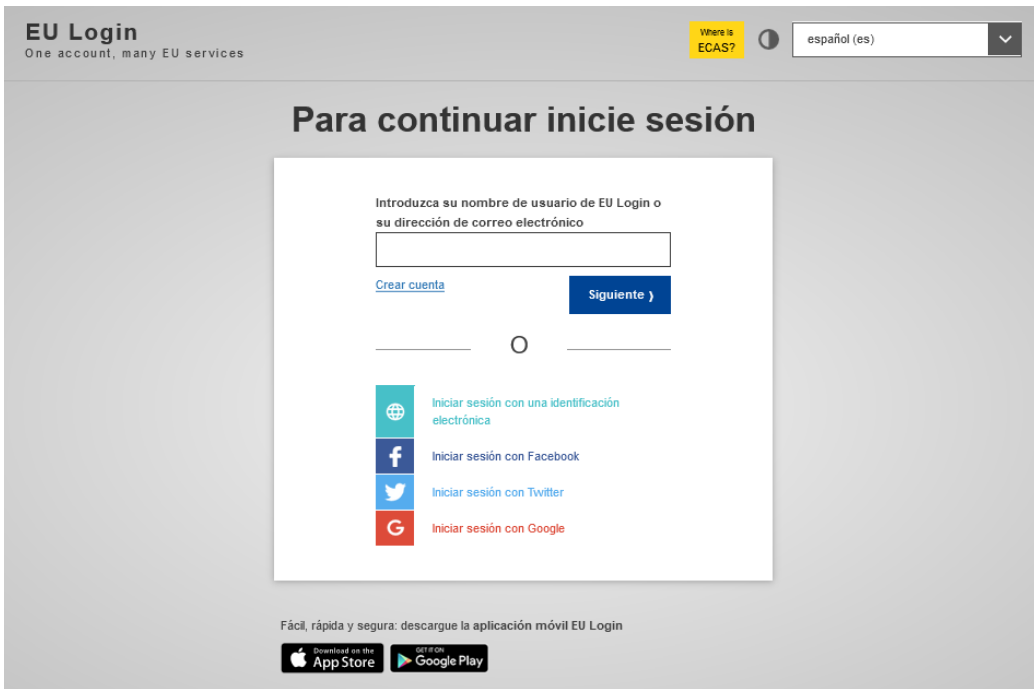 EU Login
One account, many EU services
Where is
ECAS?
español (es)
Para continuar inicie sesión
Introduzca su nombre de usuario de EU Login o
su dirección de correo electrónico
Crear cuenta
Siguiente ❭
O
Iniciar sesión con una identificación
electrónica
Iniciar sesión con Facebook
Iniciar sesión con Twitter
G
Iniciar sesión con Google
Fácil, rápida y segura: descargue la aplicación móvil EU Login
Download on the
App Store
GET IT ON
Google Play